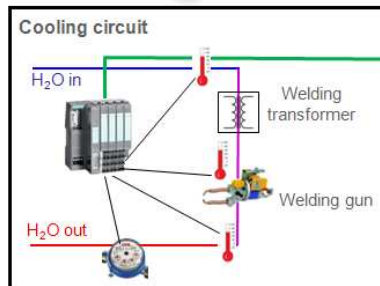 Cooling circuit
H₂O in
Welding
transformer
Welding gun
H₂O out